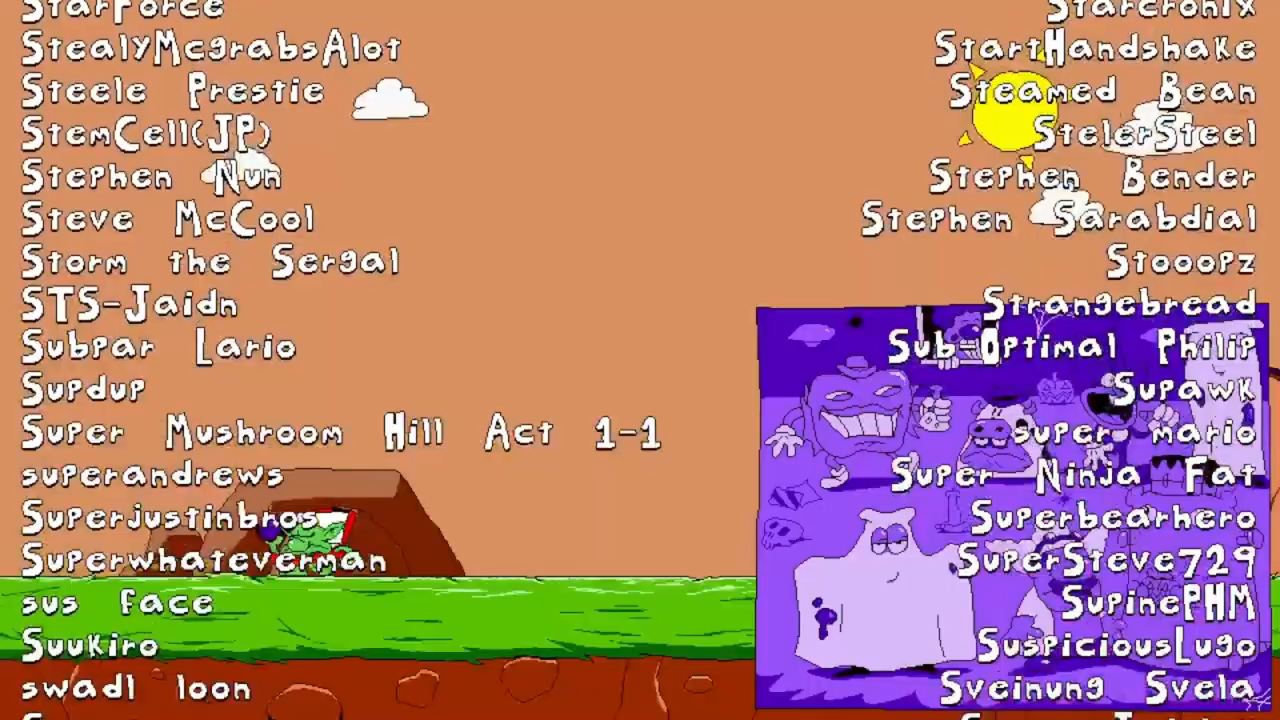 StarForce Starcronix
StealyMcgrabsAlot StartHandshake
Steele Prestie Steamed Bean
StemCell(JP) StelerSteel
Stephen Nun Stephen Bender
Steve McCool Stephen Sarabdial
Storm the Sergal Stooopz
STS-Jaidn Strangebread
Subpar Lario Sub-Optimal Philip
Supdup Supawk
Super Mushroom Hill Act 1-1 super mario
superandrews Super Ninja Fat
Superjustinbros Superbearhero
Superwhateverman SuperSteve729
sus face SupinePHM
Suukiro SuspiciousLugo
swadl loon Sveinung Svela